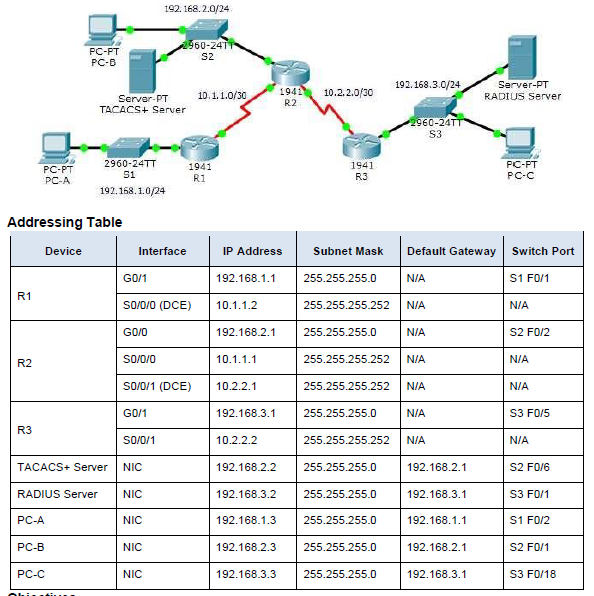 192.168.2.0/24
PC-PT
PC-B
2960-24TT
S2
Server-PT
TACACS+ Server
10.1.1.0/30
1941
R2
10.2.2.0/30
192.168.3.0/24
Server-PT
RADIUS Server
2960-24TT
S3
PC-PT
PC-A
2960-24TT
S1
1941
R1
1941
R3
PC-PT
PC-C
192.168.1.0/24
Addressing Table
Device Interface IP Address Subnet Mask Default Gateway Switch Port
R1
G0/1 192.168.1.1 255.255.255.0 N/A S1 F0/1
S0/0/0 (DCE) 10.1.1.2 255.255.255.252 N/A N/A
R2
G0/0 192.168.2.1 255.255.255.0 N/A S2 F0/2
S0/0/0 10.1.1.1 255.255.255.252 N/A N/A
S0/0/1 (DCE) 10.2.2.1 255.255.255.252 N/A N/A
R3
G0/1 192.168.3.1 255.255.255.0 N/A S3 F0/5
S0/0/1 10.2.2.2 255.255.255.252 N/A N/A
TACACS+ Server NIC 192.168.2.2 255.255.255.0 192.168.2.1 S2 F0/6
RADIUS Server NIC 192.168.3.2 255.255.255.0 192.168.3.1 S3 F0/1
PC-A NIC 192.168.1.3 255.255.255.0 192.168.1.1 S1 F0/2
PC-B NIC 192.168.2.3 255.255.255.0 192.168.2.1 S2 F0/1
PC-C NIC 192.168.3.3 255.255.255.0 192.168.3.1 S3 F0/18